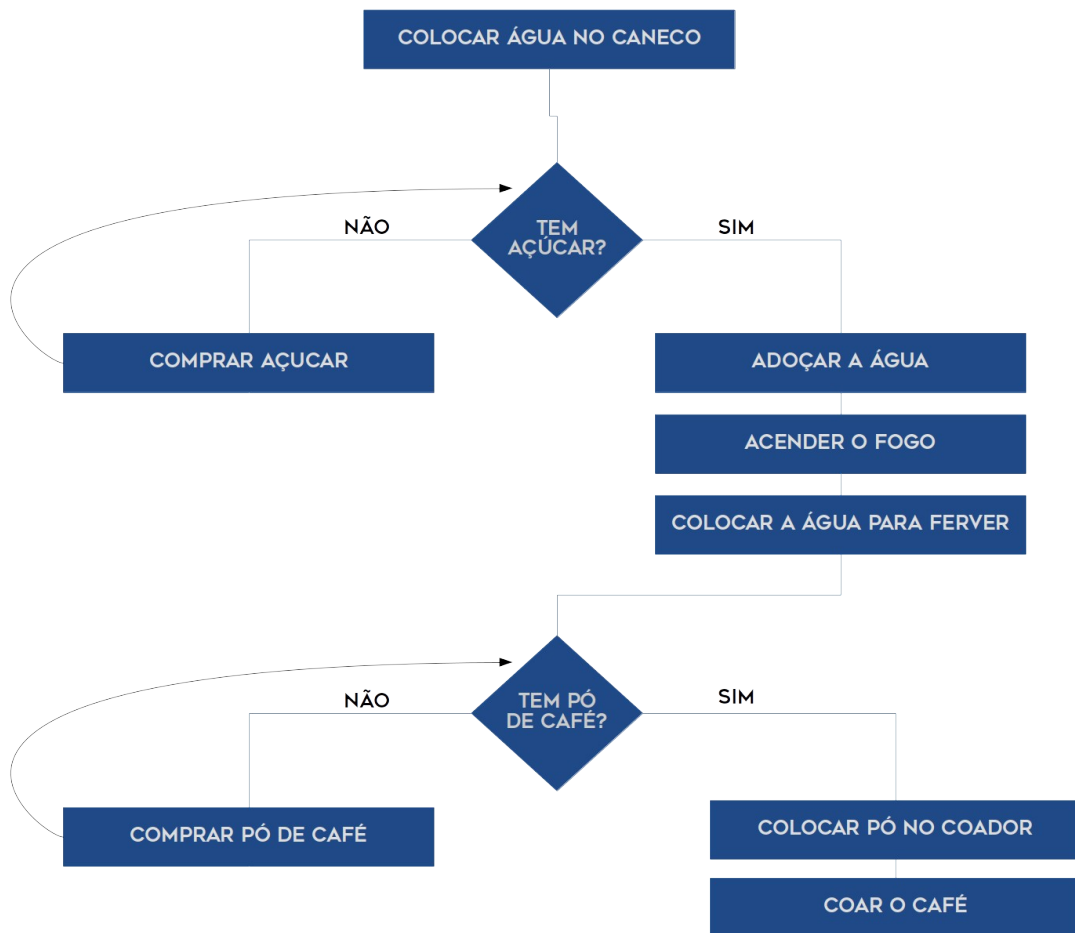 COLOCAR ÁGUA NO CANECO
TEM
AÇÚCAR?
NÃO
SIM
COMPRAR AÇUCAR
ADOÇAR A ÁGUA
ACENDER O FOGO
COLOCAR A ÁGUA PARA FERVER
TEM PÓ
DE CAFÉ?
NÃO
SIM
COMPRAR PÓ DE CAFÉ
COLOCAR PÓ NO COADOR
COAR O CAFÉ